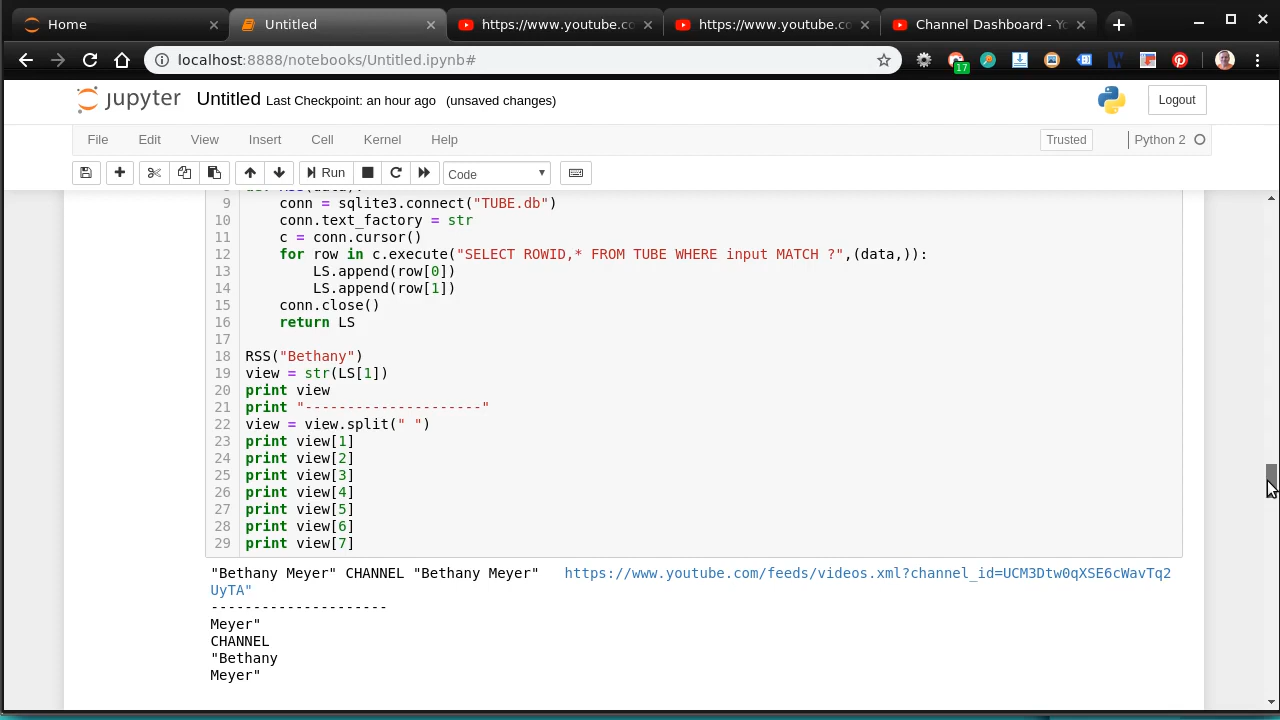 Home
Untitled
https://www.youtube.co
https://www.youtube.co
Channel Dashboard - Yo
localhost:8888/notebooks/Untitled.ipynb#
17
jupyter Untitled Last Checkpoint: an hour ago (unsaved changes)
Logout
File Edit View Insert Cell Kernel Help
Trusted
Python 2
Run
Code
9 conn = sqlite3.connect("TUBE.db")
10 conn.text_factory = str
11 c = conn.cursor()
12 for row in c.execute("SELECT ROWID,* FROM TUBE WHERE input MATCH ?",(data,)):
13 LS.append(row[0])
14 LS.append(row[1])
15 conn.close()
16 return LS
17
18 RSS("Bethany")
19 view = str(LS[1])
20 print view
21 print "---------------------"
22 view = view.split(" ")
23 print view[1]
24 print view[2]
25 print view[3]
26 print view[4]
27 print view[5]
28 print view[6]
29 print view[7]
"Bethany Meyer" CHANNEL "Bethany Meyer" https://www.youtube.com/feeds/videos.xml?channel_id=UCM3Dtw0qXSE6cWavTq2
UyTA"
---------------------
Meyer"
CHANNEL
"Bethany
Meyer"